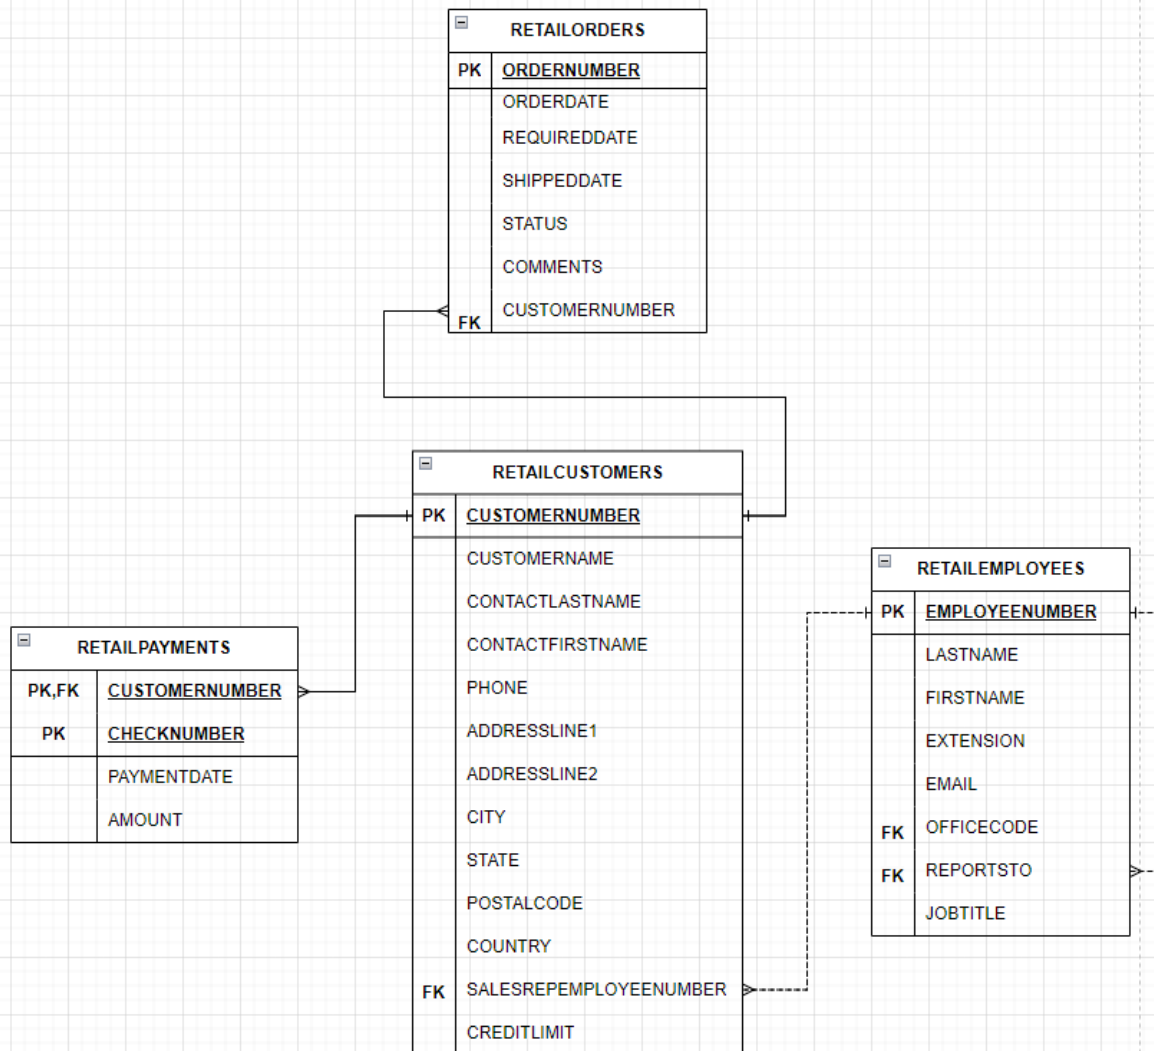 RETAILORDERS
PK ORDERNUMBER
ORDERDATE
REQUIREDDATE
SHIPPEDDATE
STATUS
COMMENTS
FK CUSTOMERNUMBER
RETAILCUSTOMERS
PK CUSTOMERNUMBER
CUSTOMERNAME
CONTACTLASTNAME
CONTACTFIRSTNAME
PHONE
ADDRESSLINE1
ADDRESSLINE2
CITY
STATE
POSTALCODE
COUNTRY
FK SALESREPEMPLOYEENUMBER
CREDITLIMIT
RETAILPAYMENTS
PK,FK CUSTOMERNUMBER
PK CHECKNUMBER
PAYMENTDATE
AMOUNT
RETAILEMPLOYEES
PK EMPLOYEENUMBER
LASTNAME
FIRSTNAME
EXTENSION
EMAIL
FK OFFICECODE
FK REPORTSTO
JOBTITLE